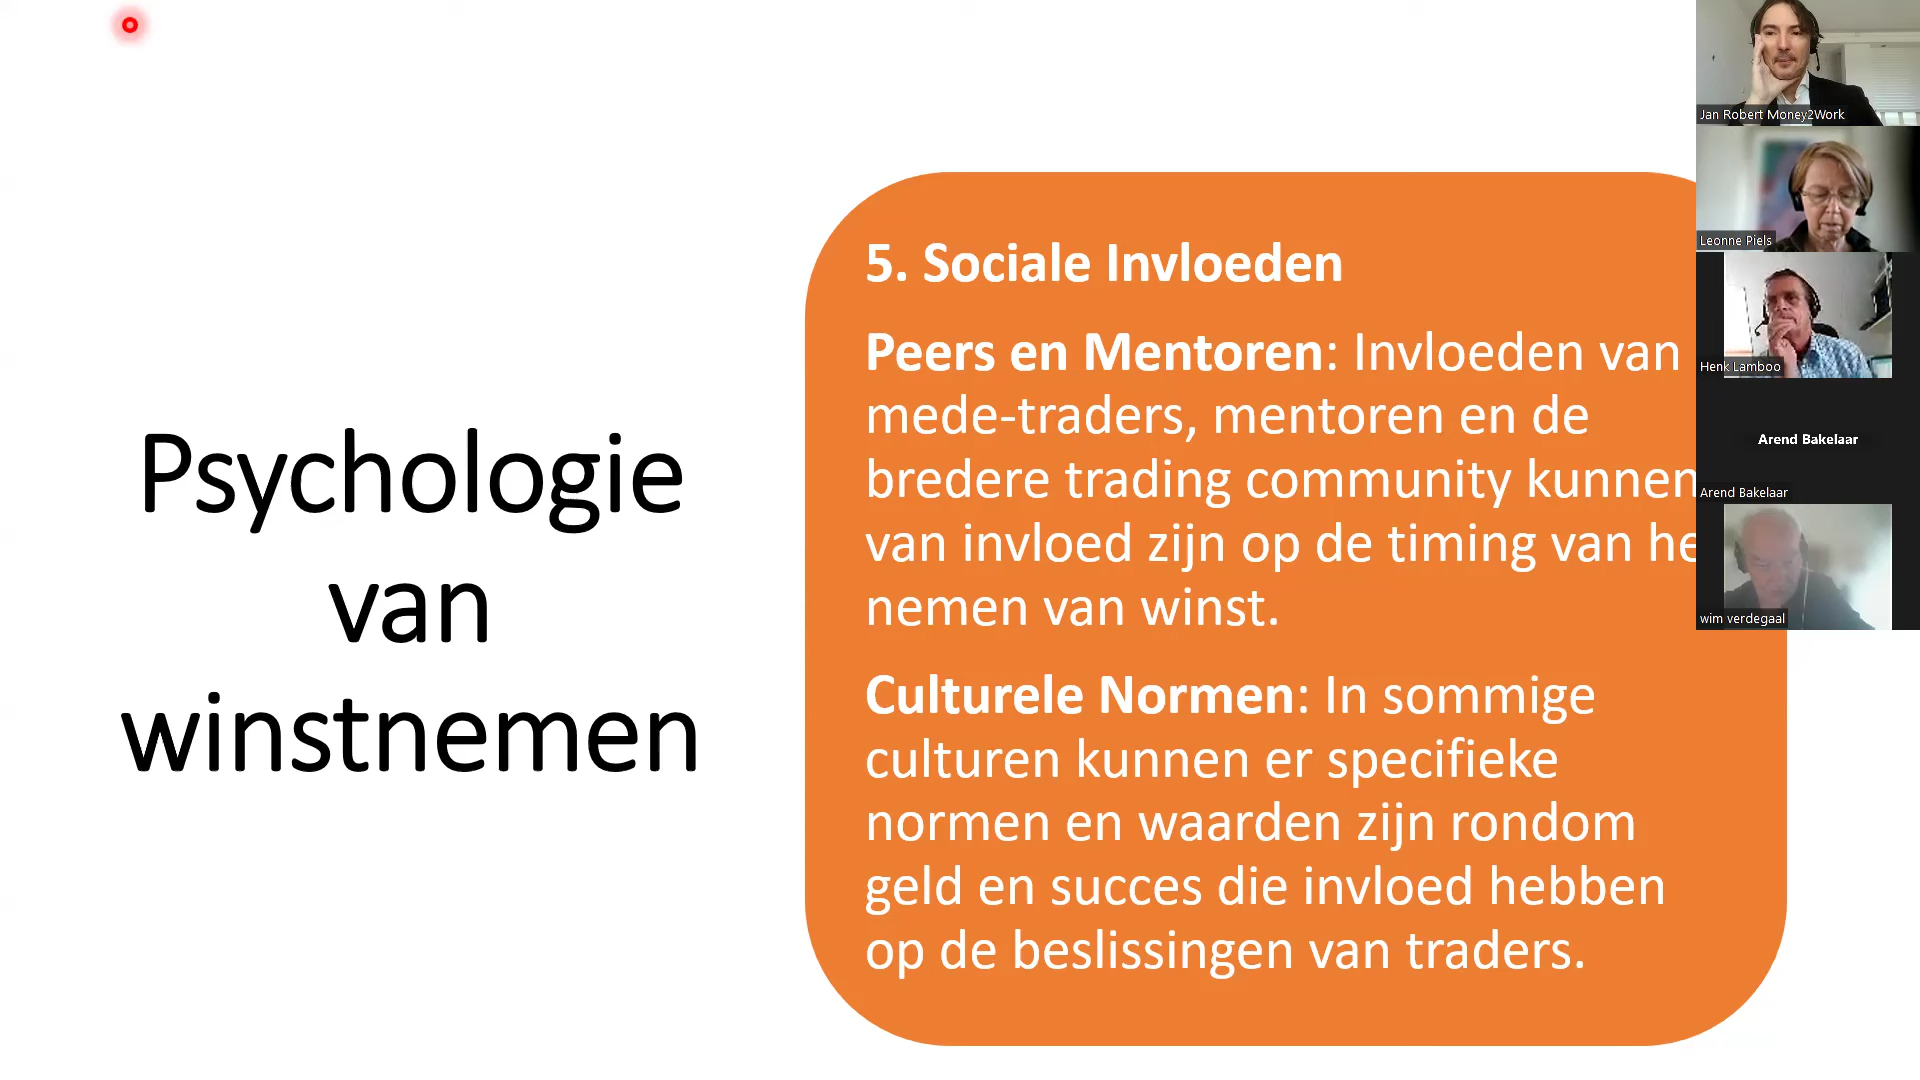 Psychologie
van
winstnemen
5. Sociale Invloeden
Peers en Mentoren: Invloeden van
mede-traders, mentoren en de
bredere trading community kunnen
van invloed zijn op de timing van he
nemen van winst.
Culturele Normen: In sommige
culturen kunnen er specifieke
normen en waarden zijn rondom
geld en succes die invloed hebben
op de beslissingen van traders.
Jan Robert Money2Work
Leonne Piels
Henk Lamboo
Arend Bakelaar
Arend Bakelaar
wim verdegaal